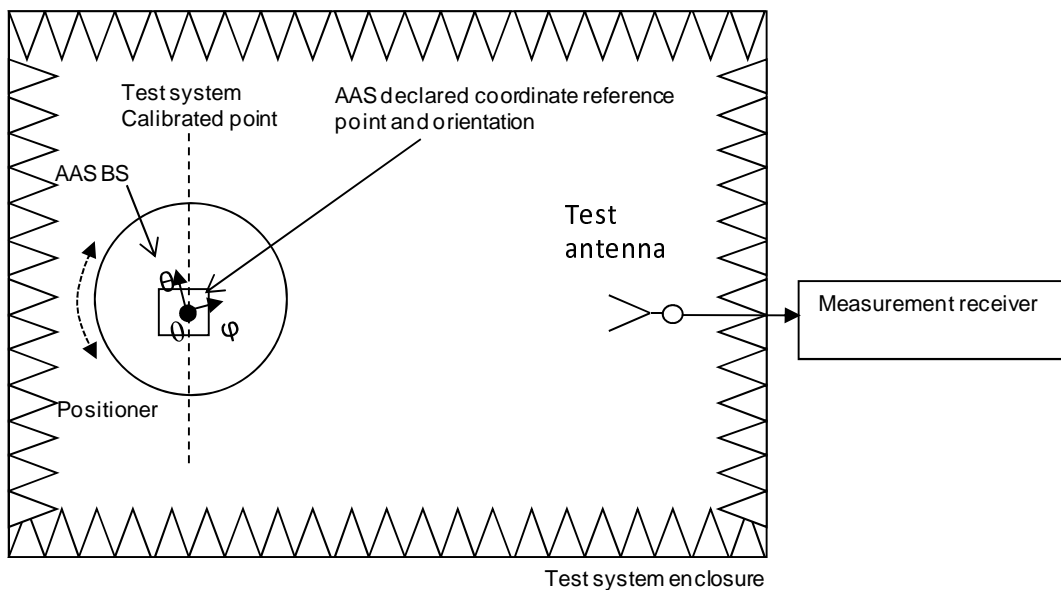 Test system
Calibrated point
AAS declared coordinate reference
point and orientation
AAS BS
Test
antenna
θ
0
φ
Measurement receiver
Positioner
Test system enclosure